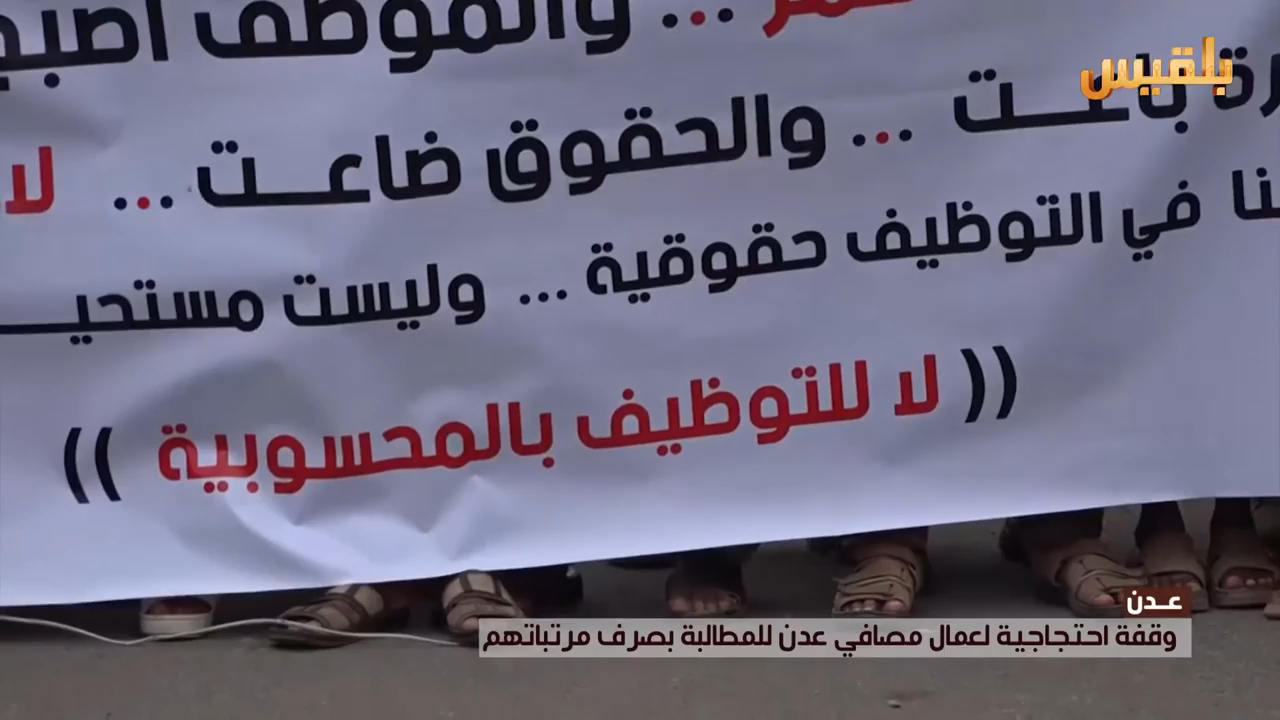 بلقيس
... والموظف
باعـــت ... والحقوق ضاعـــت ... لا
في التوظيف حقوقية ... وليست
(( لا للتوظيف بالمحسوبية ))
عـدن
وقفة احتجاجية لعمال مصافي عدن للمطالبة بصرف مرتباتهم